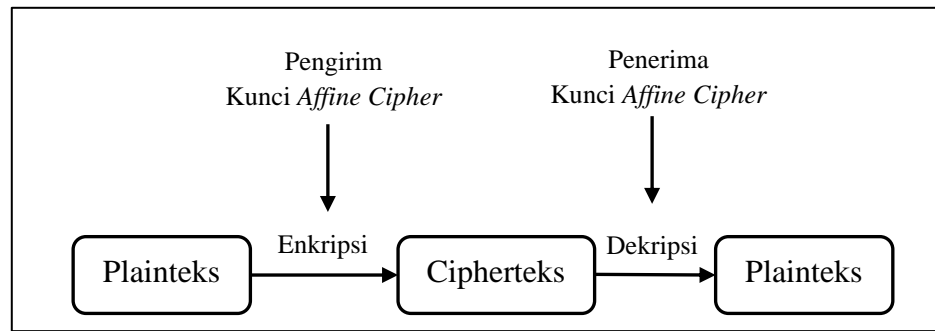 Pengirim
Kunci Affine Cipher
Penerima
Kunci Affine Cipher
Enkripsi
Dekripsi
Plainteks
Cipherteks
Plainteks